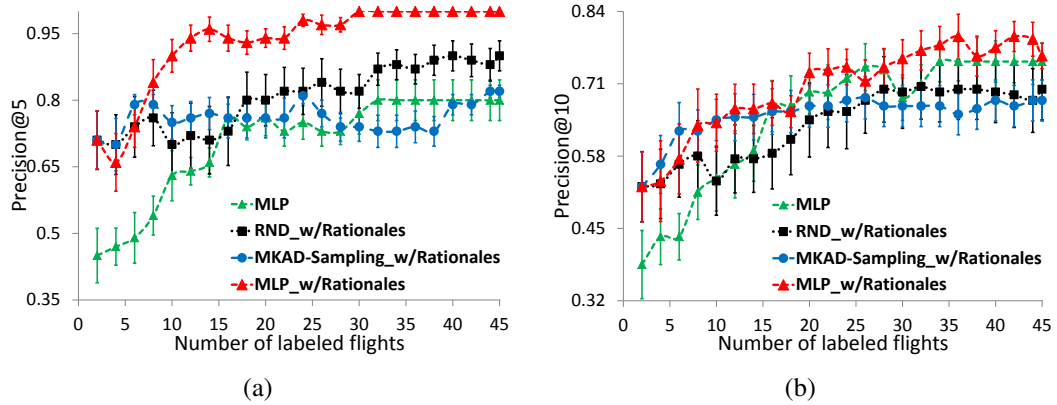 Precision@5
0.95
0.8
0.65
0.5
0.35
MLP
RND_w/Rationales
MKAD-Sampling_w/Rationales
MLP_w/Rationales
0 5 10 15 20 25 30 35 40 45
Number of labeled flights
(a)
Precision@10
0.84
0.71
0.58
0.45
0.32
MLP
RND_w/Rationales
MKAD-Sampling_w/Rationales
MLP_w/Rationales
0 5 10 15 20 25 30 35 40 45
Number of labeled flights
(b)